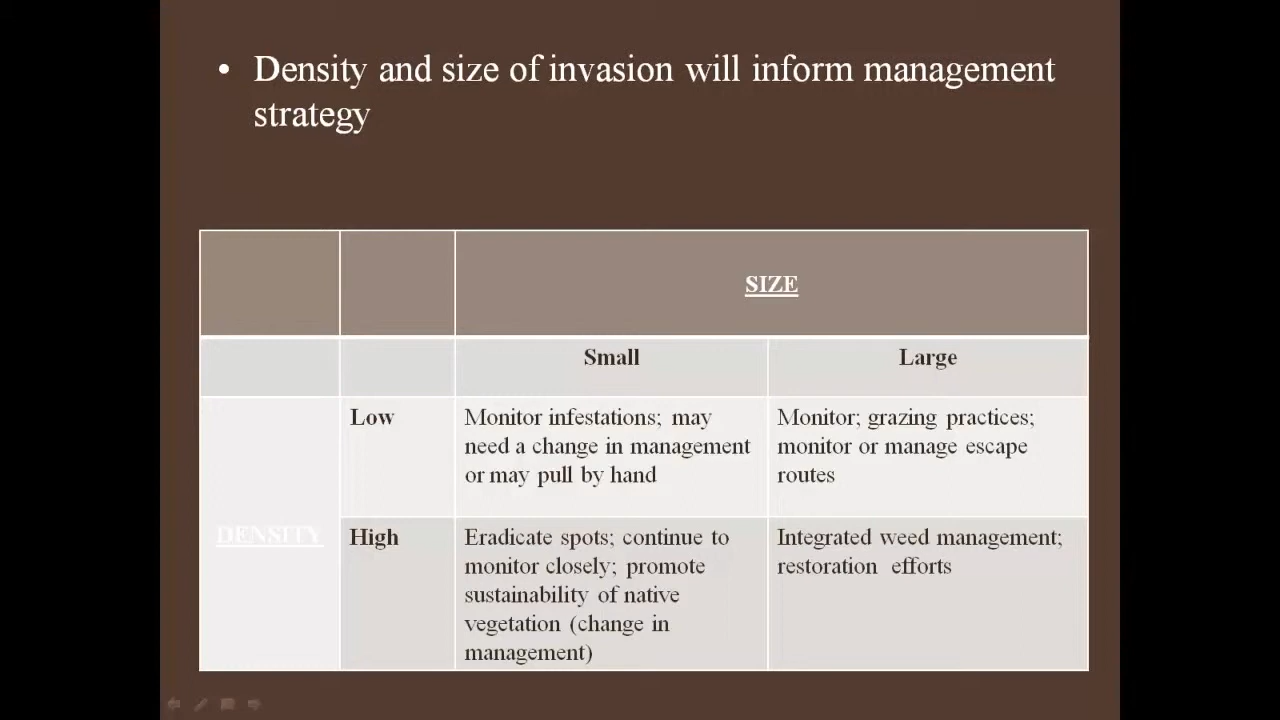 • Density and size of invasion will inform management
strategy
SIZE
Small
Large
Low
Monitor infestations; may
need a change in management
or may pull by hand
Monitor; grazing practices;
monitor or manage escape
routes
DENSITY
High
Eradicate spots; continue to
monitor closely; promote
sustainability of native
vegetation (change in
management)
Integrated weed management;
restoration efforts